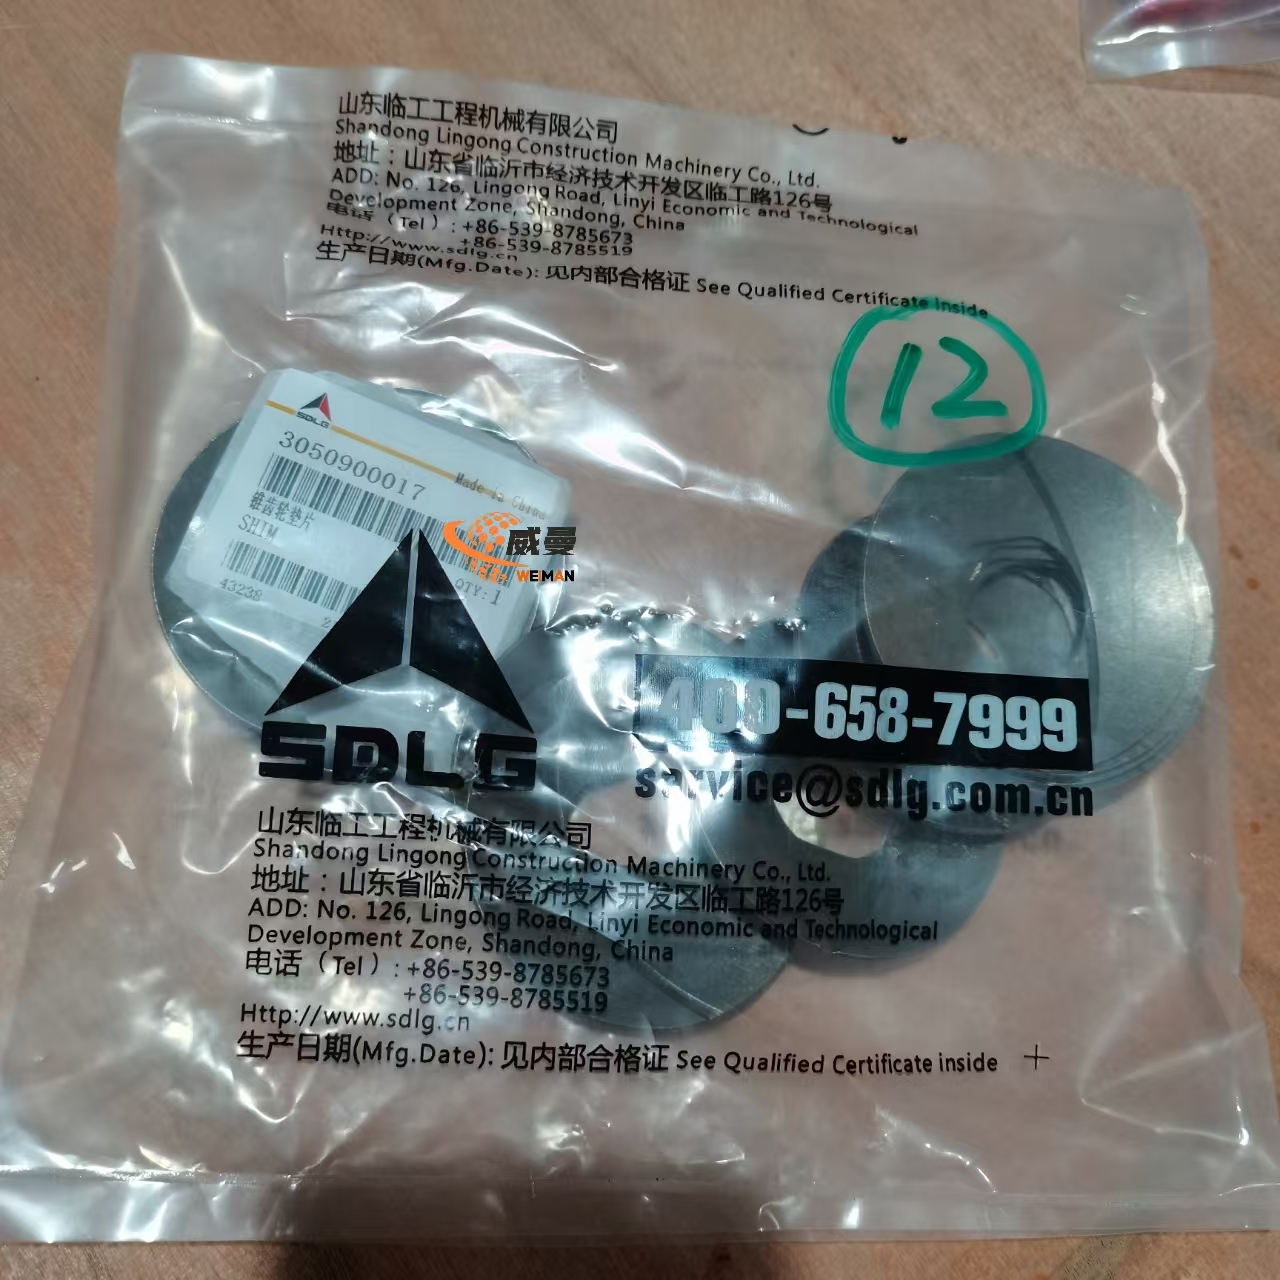 山东临工工程机械有限公司
Shandong Lingong Construction Machinery Co., Ltd.
地址：山东省临沂市经济技术开发区临工路126号
ADD: No. 126, Lingong Road, Linyi Economic and Technological
Development Zone, Shandong, China
电话（Tel）: +86-539-8785673
+86-539-8785519
Http://www.sdlg.cn
生产日期(Mfg.Date): 见内部合格证 See Qualified Certificate inside
12
SDLG
3050900017
Made in China
锥齿轮垫片
SHIM
43238
QTY:1
威曼
WEMAN
SDLG
400-658-7999
service@sdlg.com.cn
山东临工工程机械有限公司
Shandong Lingong Construction Machinery Co., Ltd.
地址：山东省临沂市经济技术开发区临工路126号
ADD: No. 126, Lingong Road, Linyi Economic and Technological
Development Zone, Shandong, China
电话（Tel）: +86-539-8785673
+86-539-8785519
Http://www.sdlg.cn
生产日期(Mfg.Date): 见内部合格证 See Qualified Certificate inside